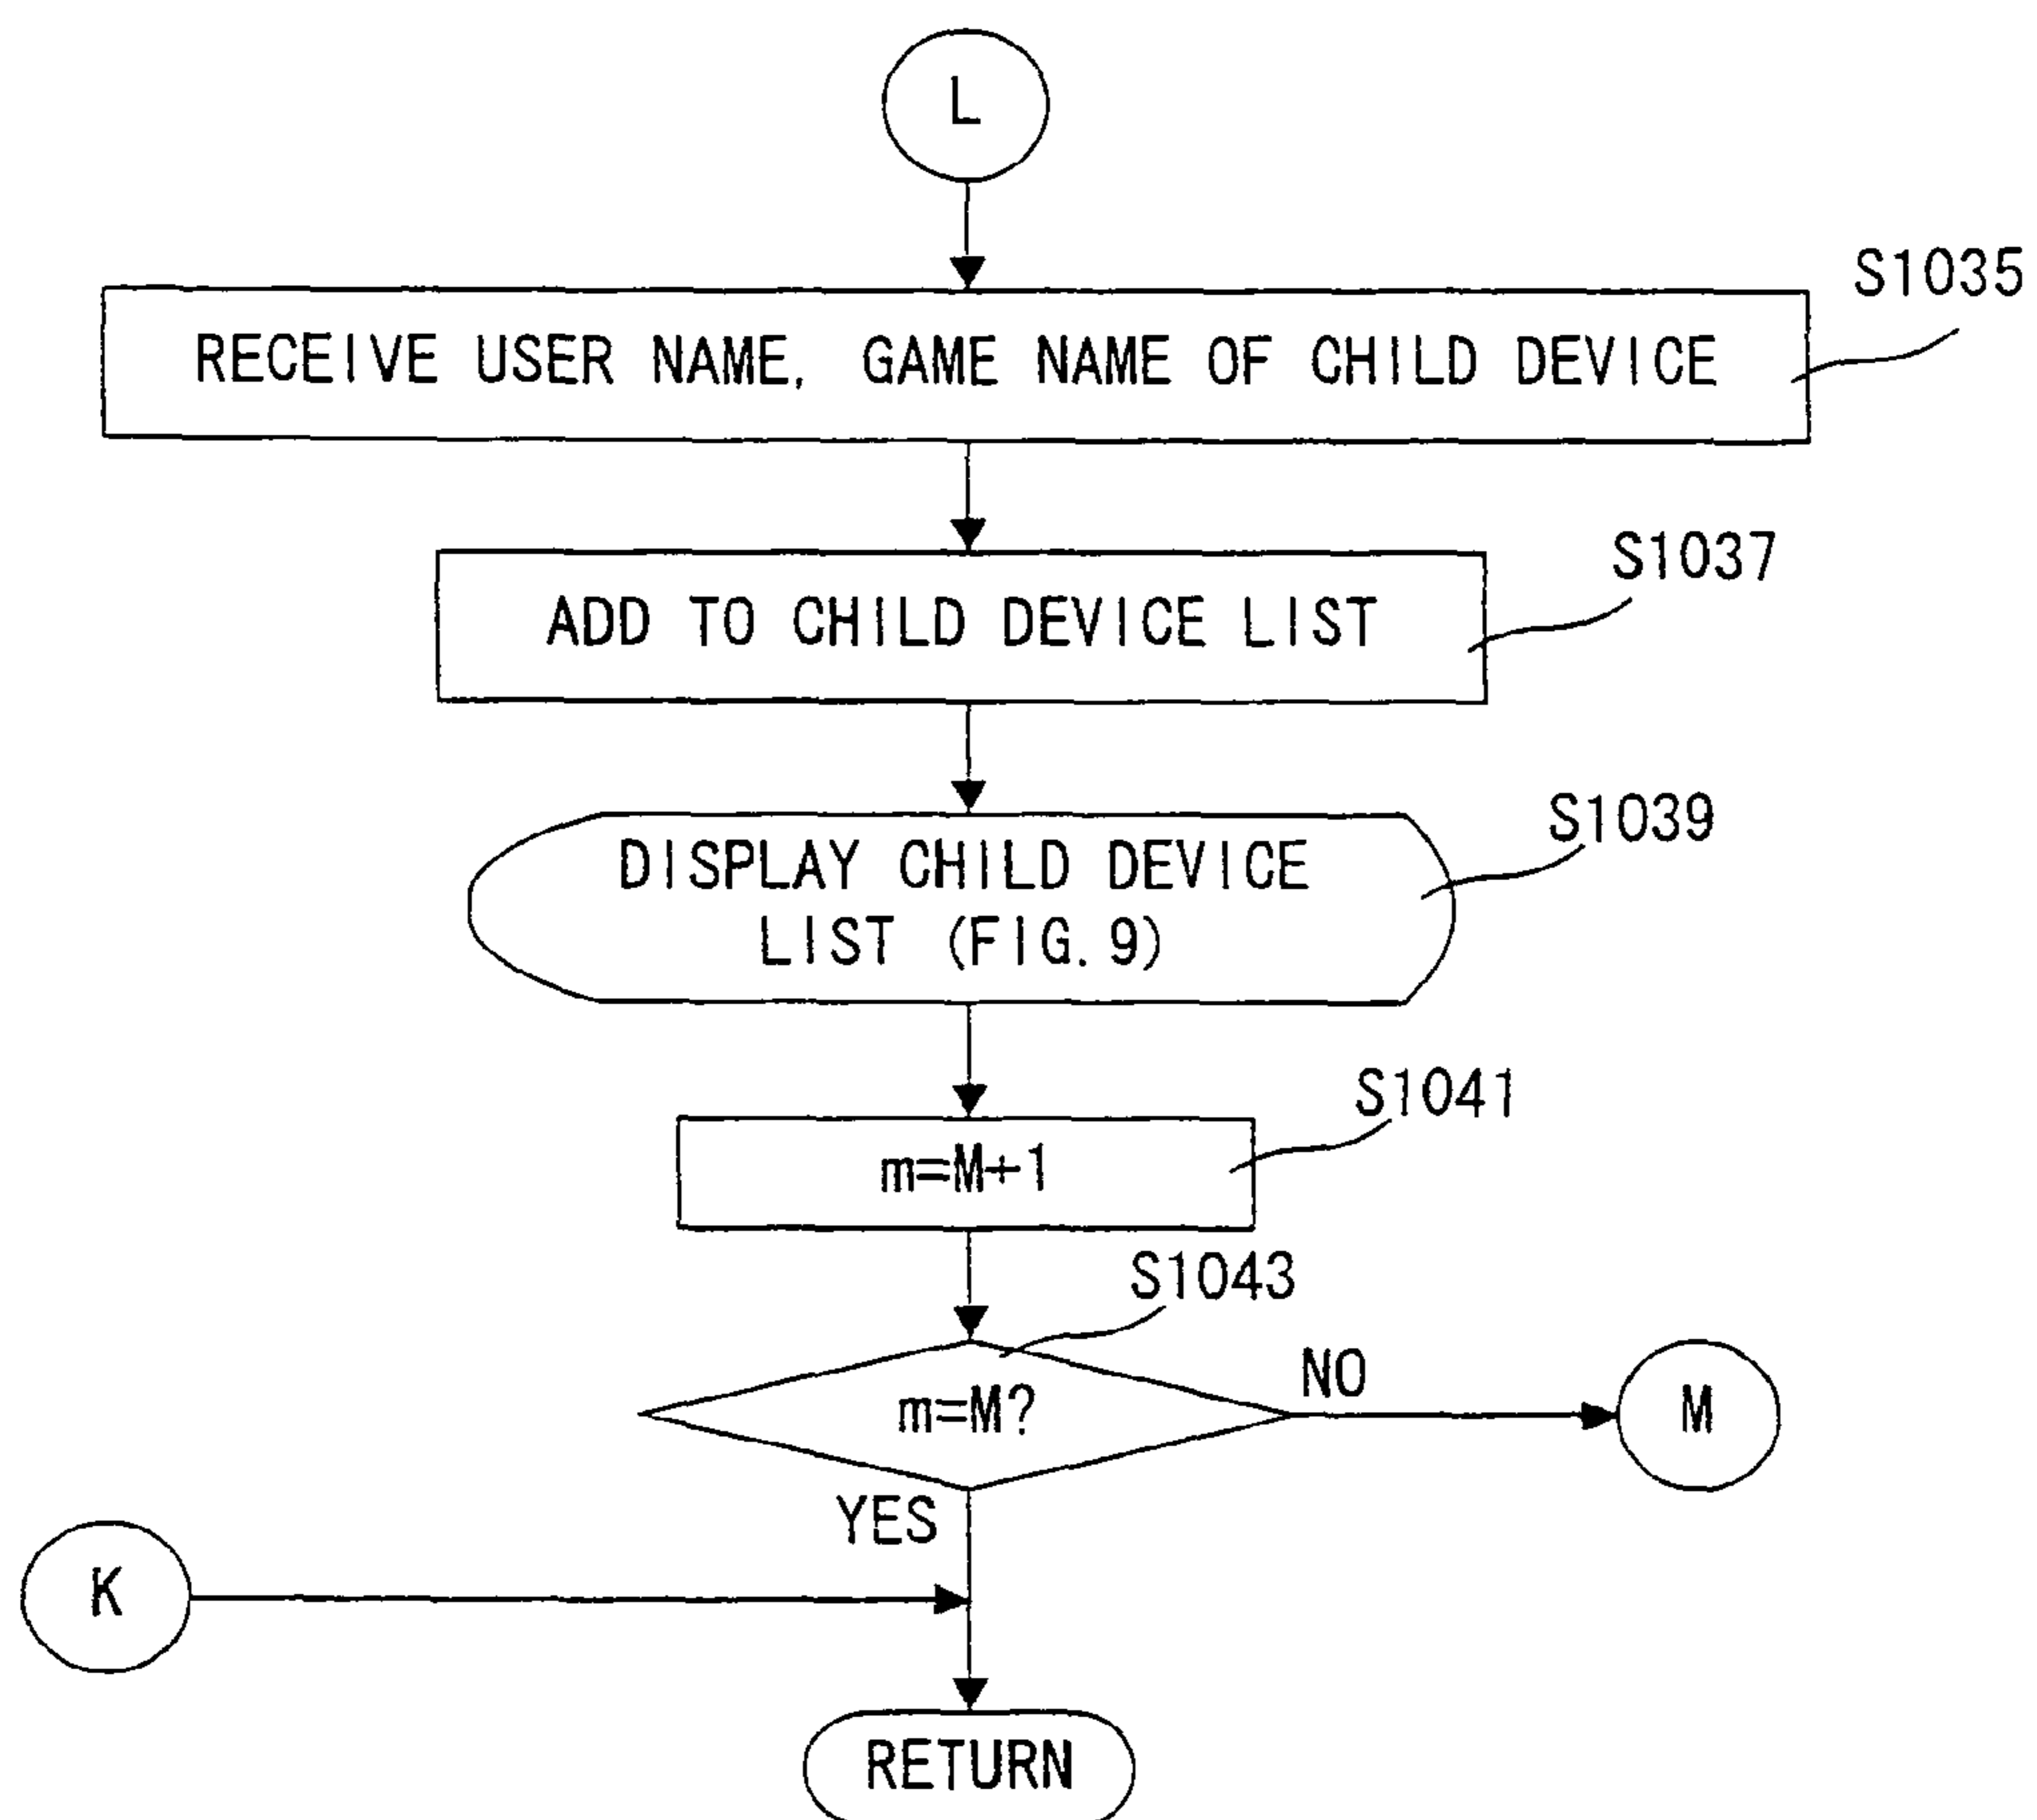 L
S1035
RECEIVE USER NAME, GAME NAME OF CHILD DEVICE
S1037
ADD TO CHILD DEVICE LIST
S1039
DISPLAY CHILD DEVICE
LIST (FIG. 9)
S1041
m=M+1
S1043
m=M?
NO
M
YES
K
RETURN